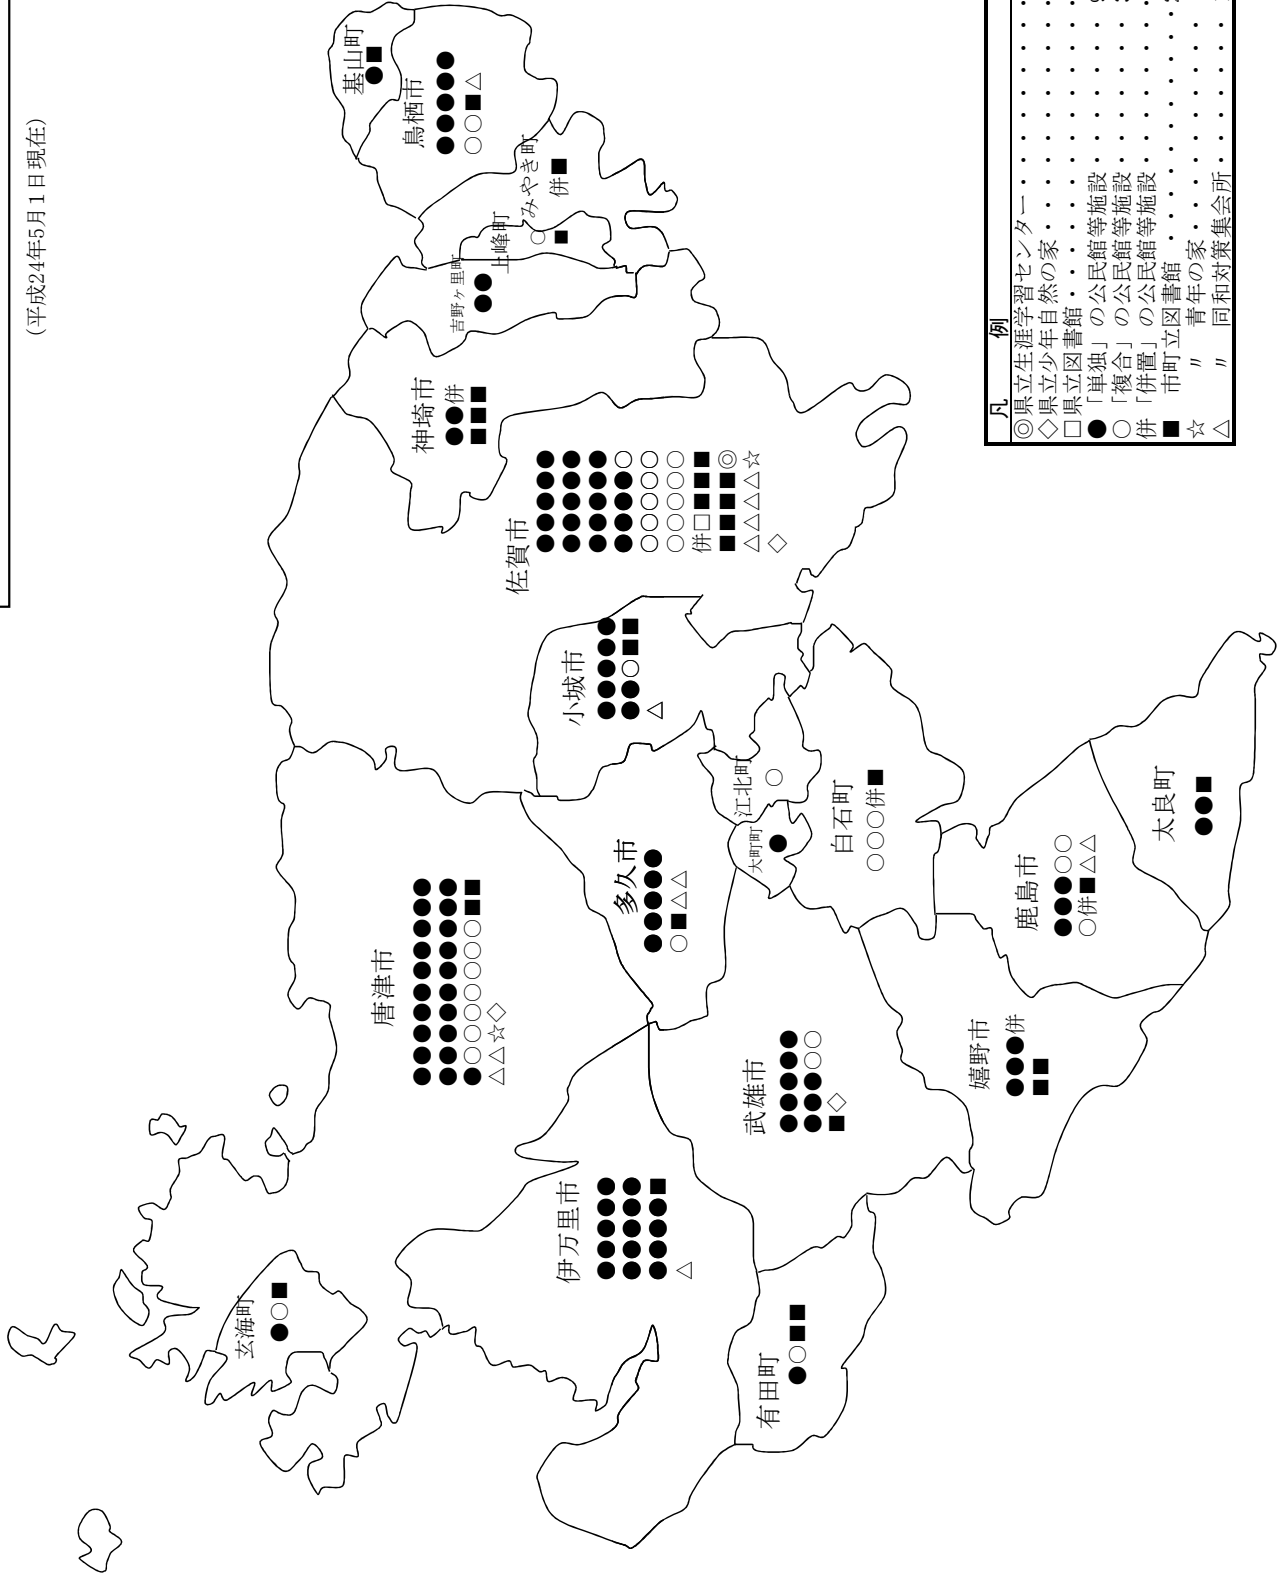 (平成24年5月1日現在)
玄海町
●○■
唐津市
●●●●●●●●●●
●●●●●●●●●●
●○○○○○○○■■
△△☆◇
基山町
●■
鳥栖市
●●●●●
○○■△
みやき町
併■
上峰町
○
■
吉野ヶ里町
●●
神埼市
●●併
■■■
佐賀市
●●●●●
●●●●●
●●●●●
●●●●○
○○○○○
○○○○○
併□■■■
■■■■◎
△△△△☆
◇
小城市
●●●●●
●●○■■
△
多久市
●●●●●
○■△△
伊万里市
●●●●●
●●●●●
●●●●■
△
江北町
○
大町町
●
武雄市
●●●●●
●●●○○
■◇
有田町
●○■■
白石町
○○○併■
嬉野市
●●●併
■■
鹿島市
●●●○○
○併■△△
太良町
●●■
凡　例
◎県立生涯学習センター・・・・・・・・・・
◇県立少年自然の家・・・・・・・・・・・
□県立図書館・・・・・・・・・・・・・
●「単独」の公民館等施設・・・・・・・
○「複合」の公民館等施設・・・・・・・
併「併置」の公民館等施設・・・・・・・
■　市町立図書館・・・・・・・・・・
☆　〃　青年の家・・・・・・・・・・
△　〃　同和対策集会所・・・・・・・